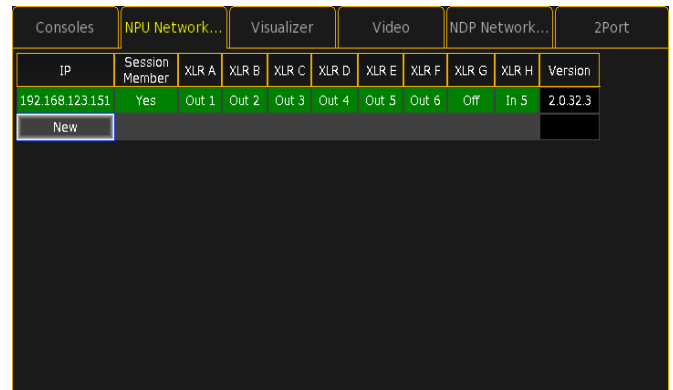 Consoles NPU Network... Visualizer Video NDP Network... 2Port
IP Session Member XLR A XLR B XLR C XLR D XLR E XLR F XLR G XLR H Version
192.168.123.151 Yes Out 1 Out 2 Out 3 Out 4 Out 5 Out 6 Off In 5 2.0.32.3
New